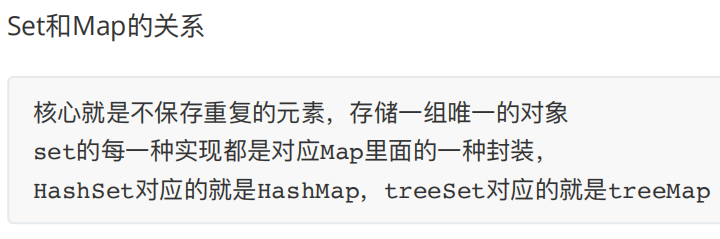 Set和Map的关系
核心就是不保存重复的元素，存储一组唯一的对象
set的每一种实现都是对应Map里面的一种封装，
HashSet对应的就是HashMap，treeSet对应的就是treeMap